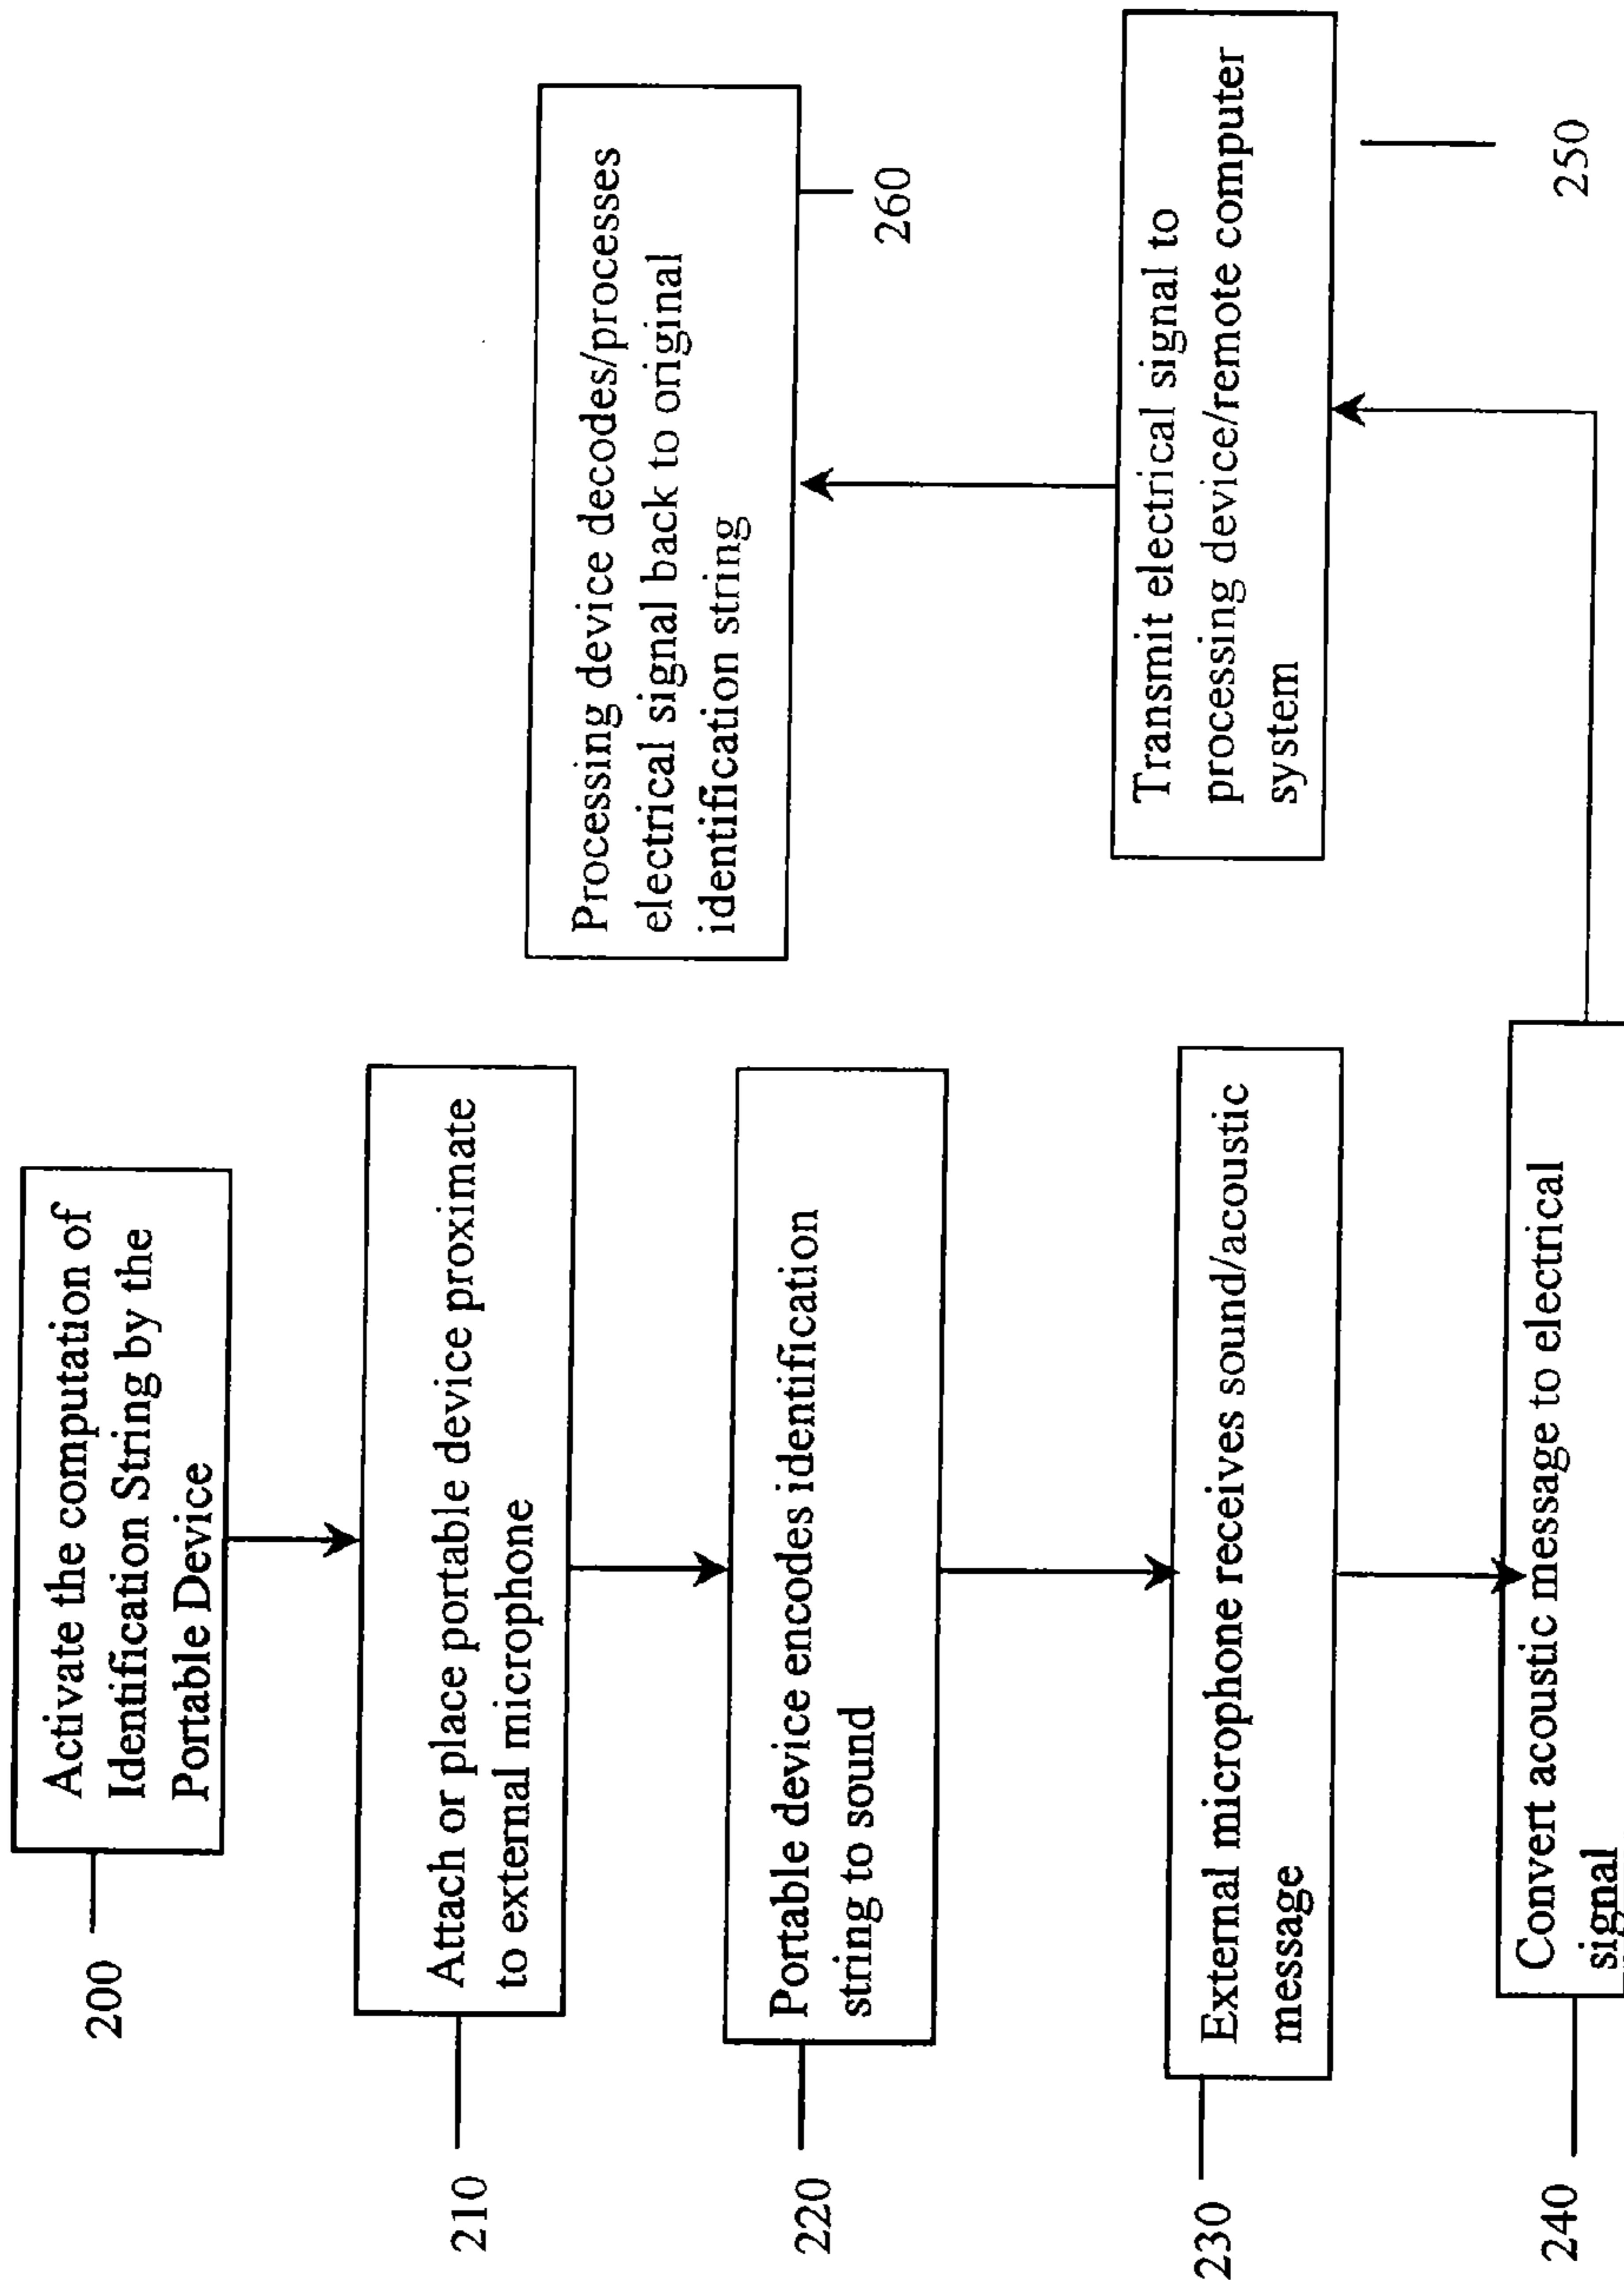 200
Activate the computation of
Identification String by the
Portable Device
210
Attach or place portable device proximate
to external microphone
220
Portable device encodes identification
string to sound
230
External microphone receives sound/acoustic
message
240
Convert acoustic message to electrical
signal
250
Transmit electrical signal to
processing device/remote computer
system
260
Processing device decodes/processes
electrical signal back to original
identification string